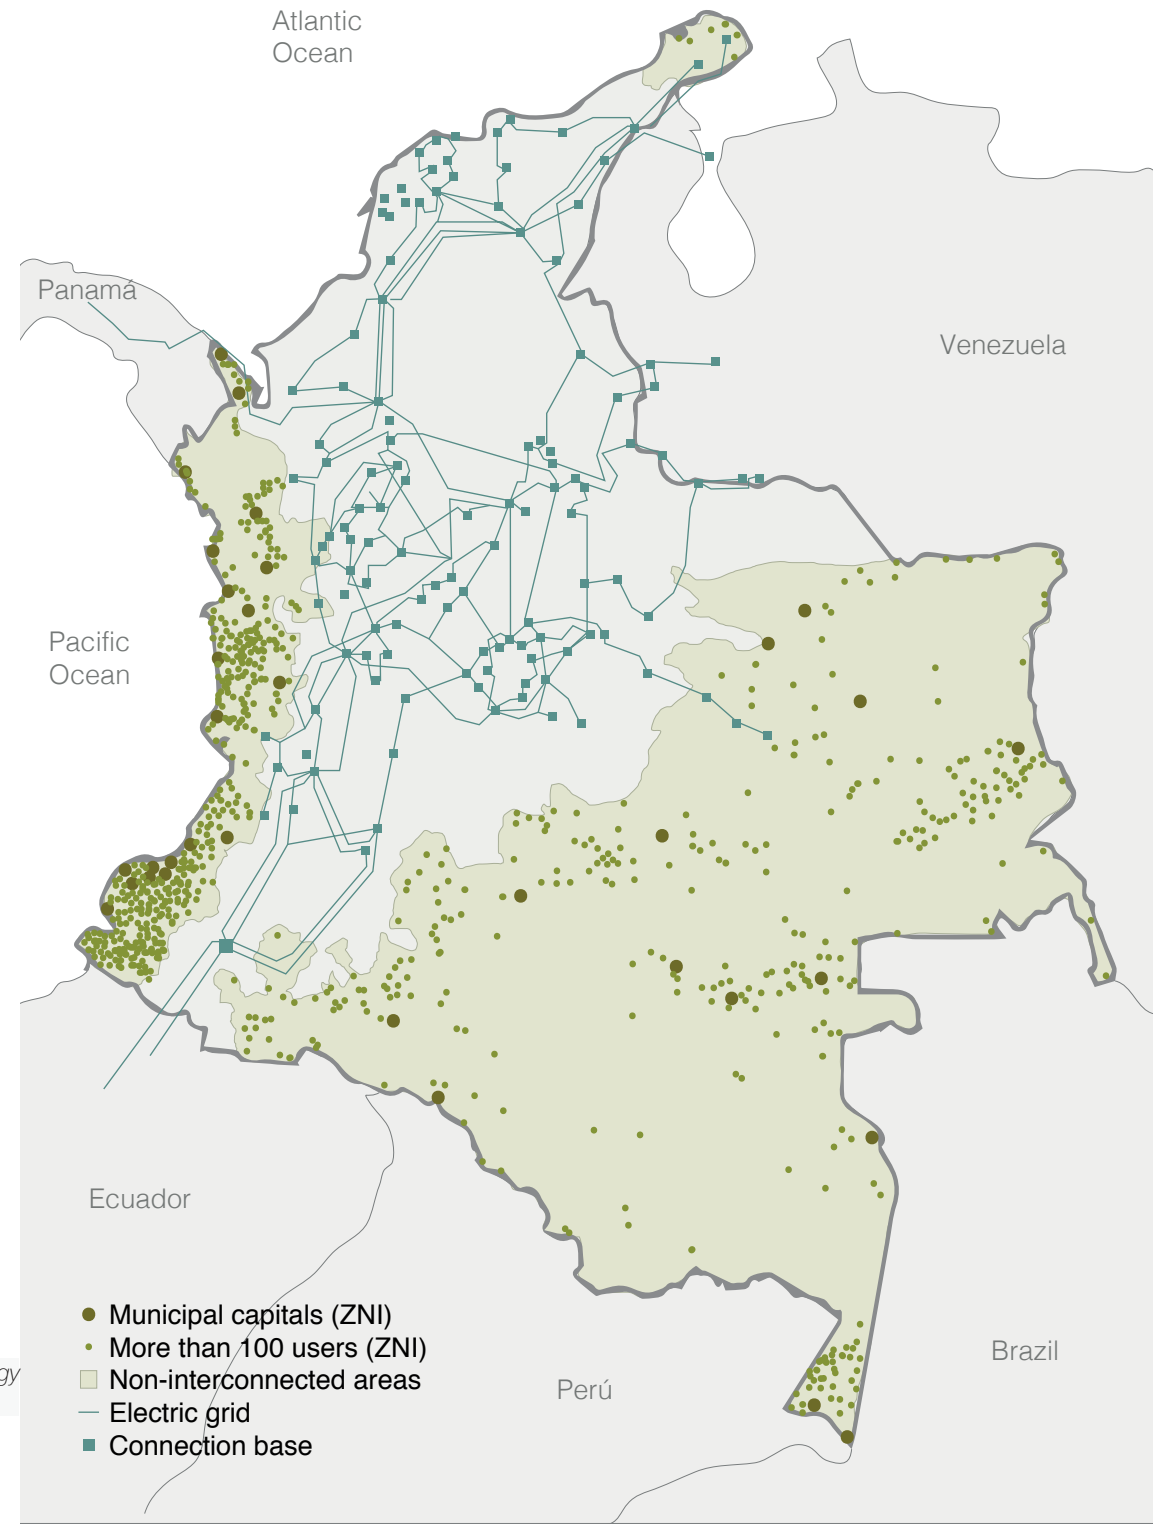 Atlantic
Ocean
Panamá
Venezuela
Pacific
Ocean
Ecuador
Municipal capitals (ZNI)
More than 100 users (ZNI)
Non-interconnected areas
Electric grid
Connection base
Perú
Brazil
gy